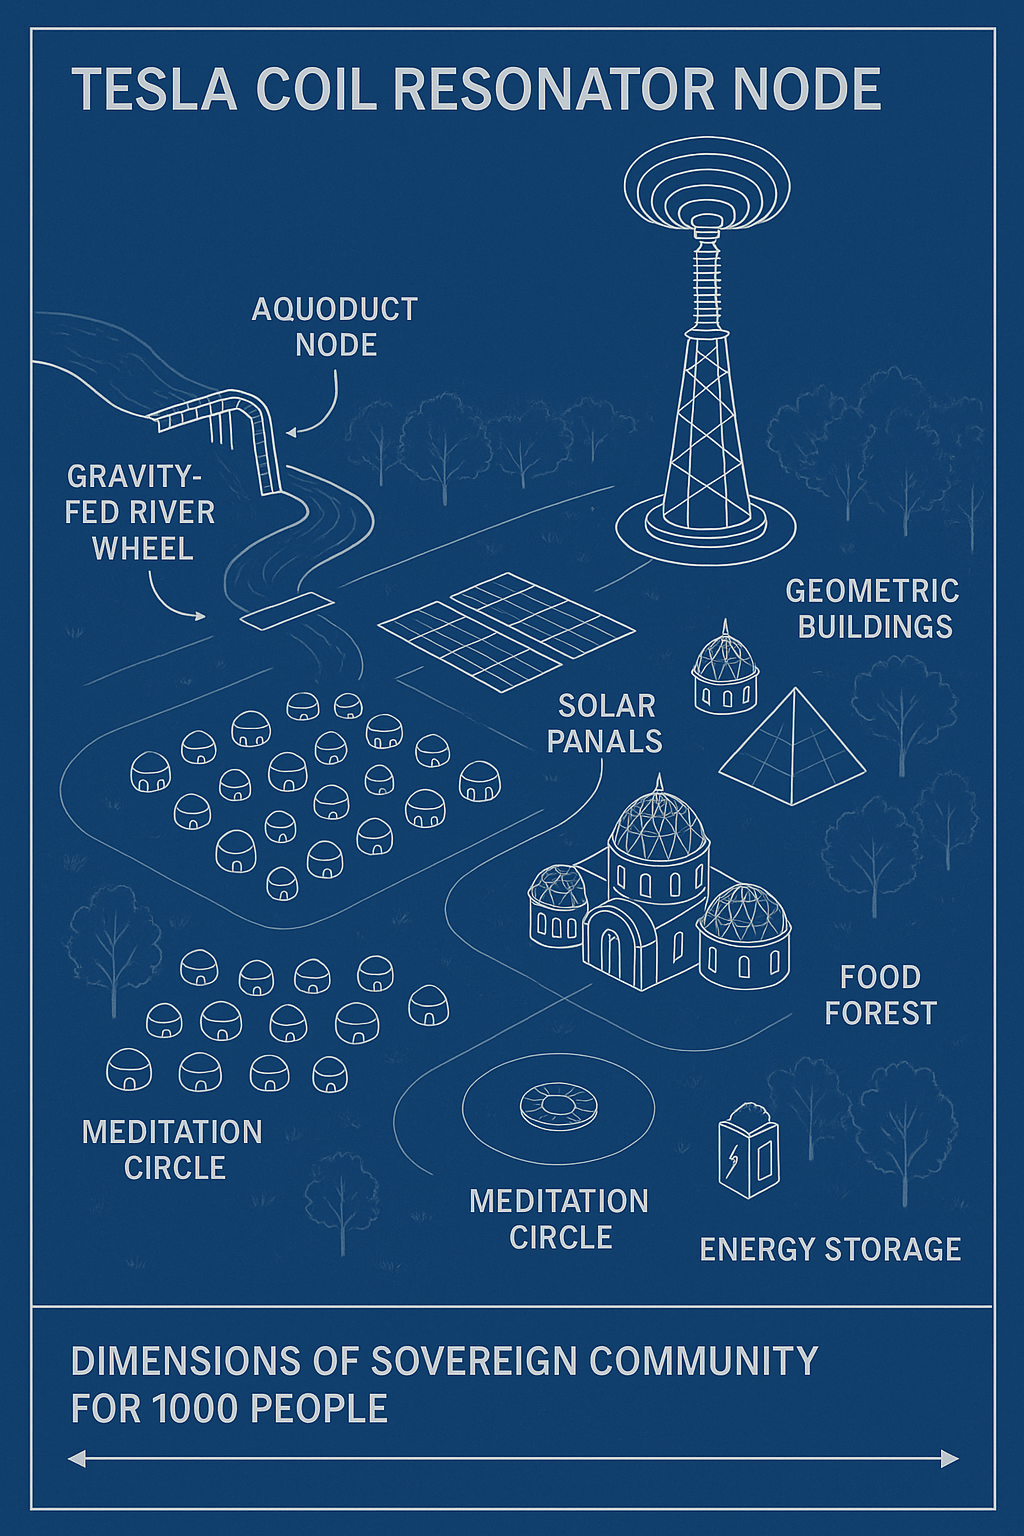 TESLA COIL RESONATOR NODE
AQUODUCT
NODE
GRAVITY-
FED RIVER
WHEEL
GEOMETRIC
BUILDINGS
SOLAR
PANALS
FOOD
FOREST
MEDITATION
CIRCLE
MEDITATION
CIRCLE
ENERGY STORAGE
DIMENSIONS OF SOVEREIGN COMMUNITY
FOR 1000 PEOPLE